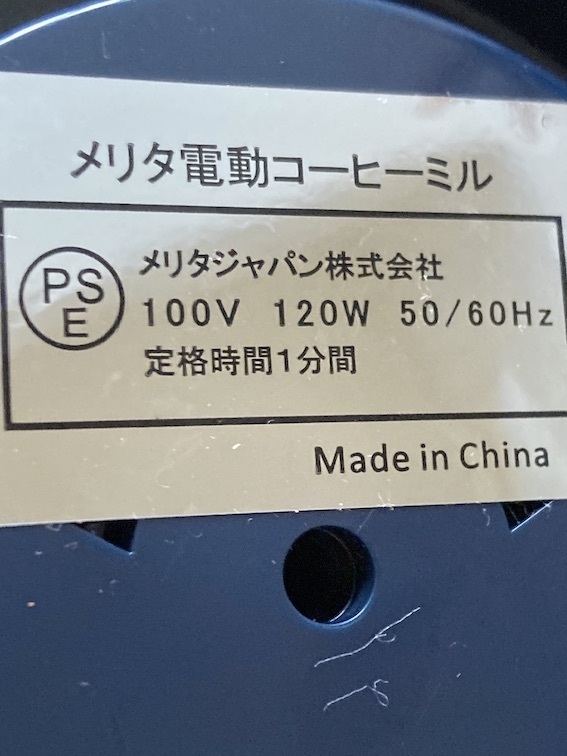 メリタ電動コーヒーミル
PS
E
メリタジャパン株式会社
100V 120W 50/60Hz
定格時間1分間
Made in China